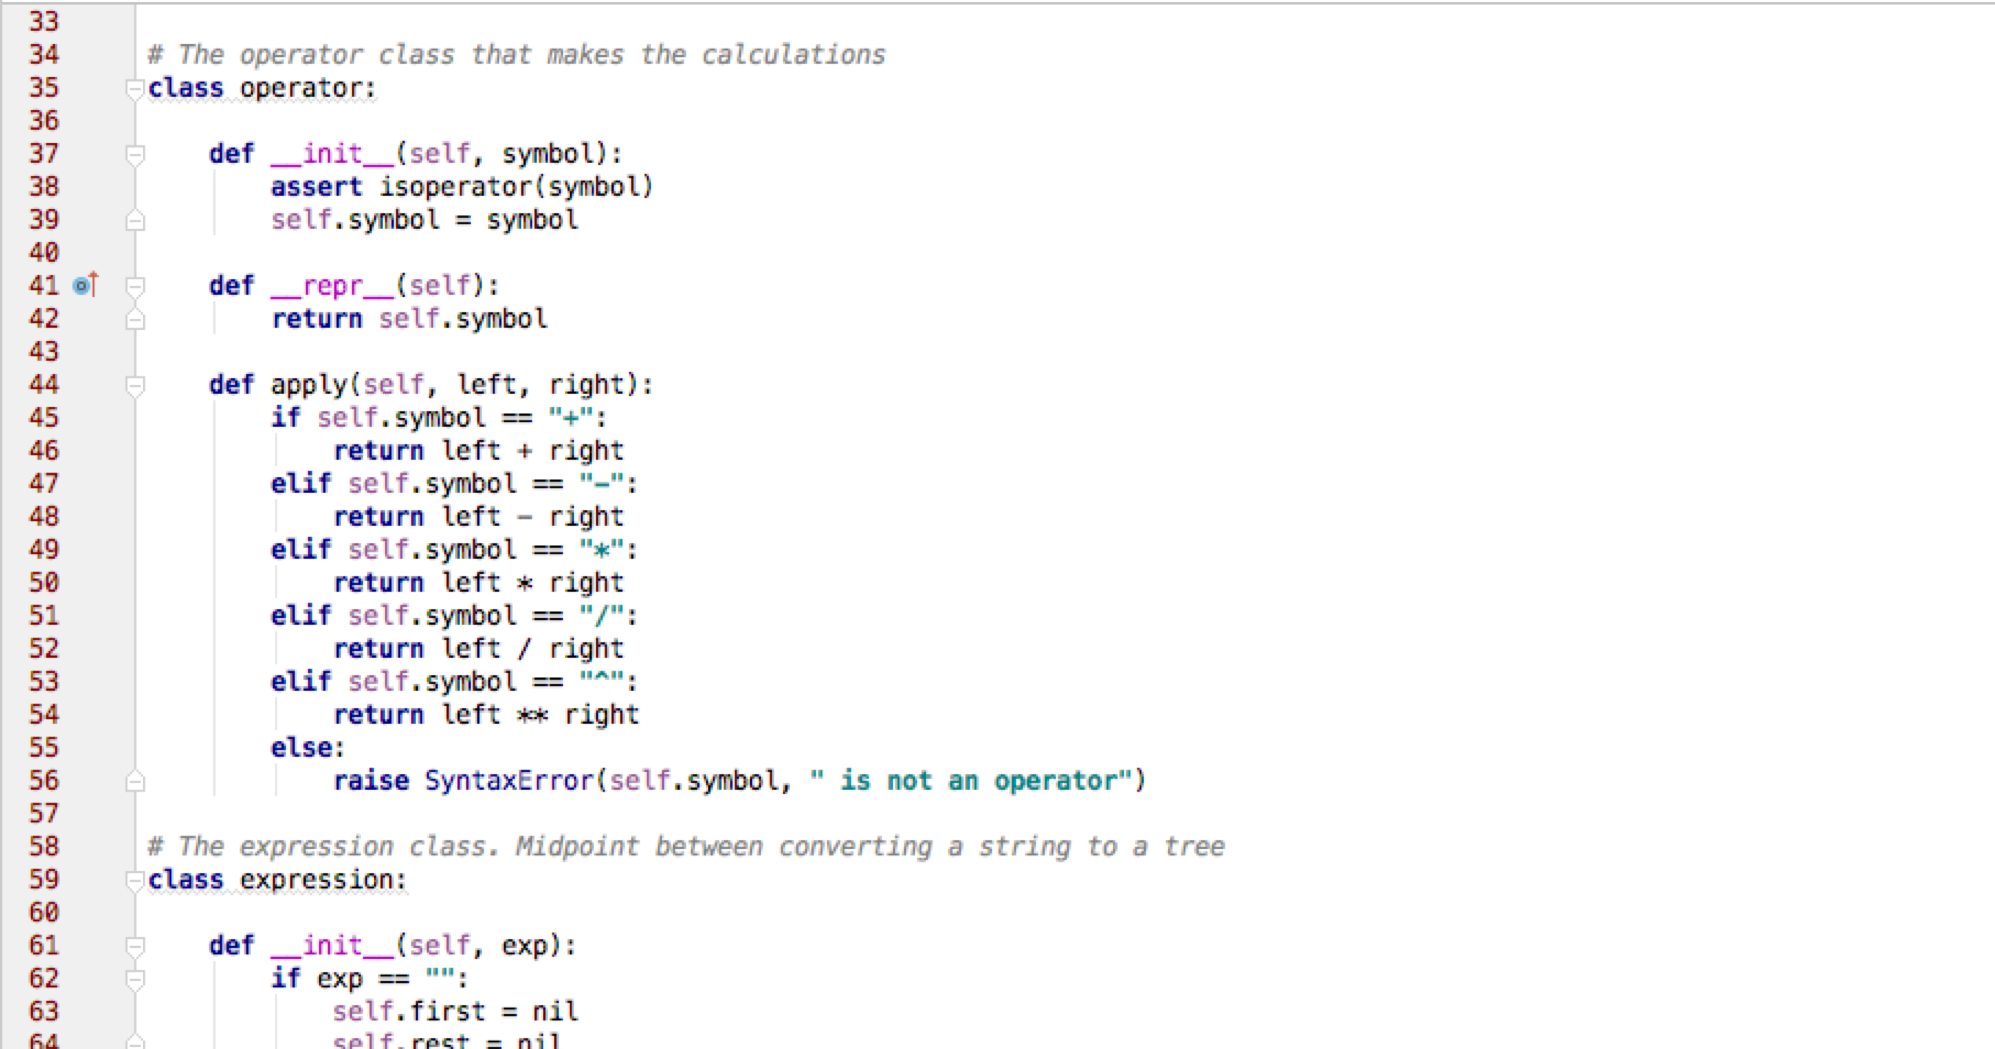 33
34 # The operator class that makes the calculations
35 class operator:
36
37     def __init__(self, symbol):
38         assert isoperator(symbol)
39         self.symbol = symbol
40
41     def __repr__(self):
42         return self.symbol
43
44     def apply(self, left, right):
45         if self.symbol == "+":
46             return left + right
47         elif self.symbol == "-":
48             return left - right
49         elif self.symbol == "*":
50             return left * right
51         elif self.symbol == "/":
52             return left / right
53         elif self.symbol == "^":
54             return left ** right
55         else:
56             raise SyntaxError(self.symbol, " is not an operator")
57
58 # The expression class. Midpoint between converting a string to a tree
59 class expression:
60
61     def __init__(self, exp):
62         if exp == "":
63             self.first = nil
64             self.rest = nil